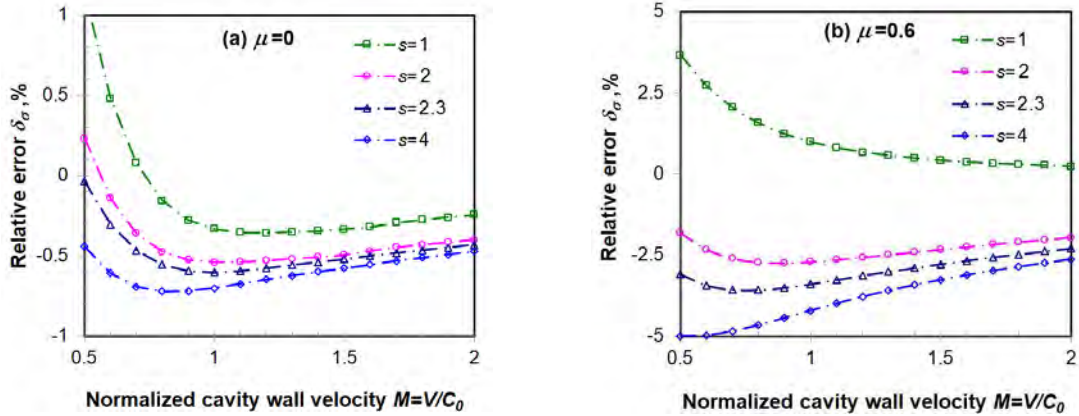 (a) μ=0
s=1
s=2
s=2.3
s=4
Relative error δσ ,%
1
0.5
0
-0.5
-1
0.5
1
1.5
2
Normalized cavity wall velocity M=V/C0
(b) μ=0.6
s=1
s=2
s=2.3
s=4
Relative error δσ ,%
5
2.5
0
-2.5
-5
0.5
1
1.5
2
Normalized cavity wall velocity M=V/C0